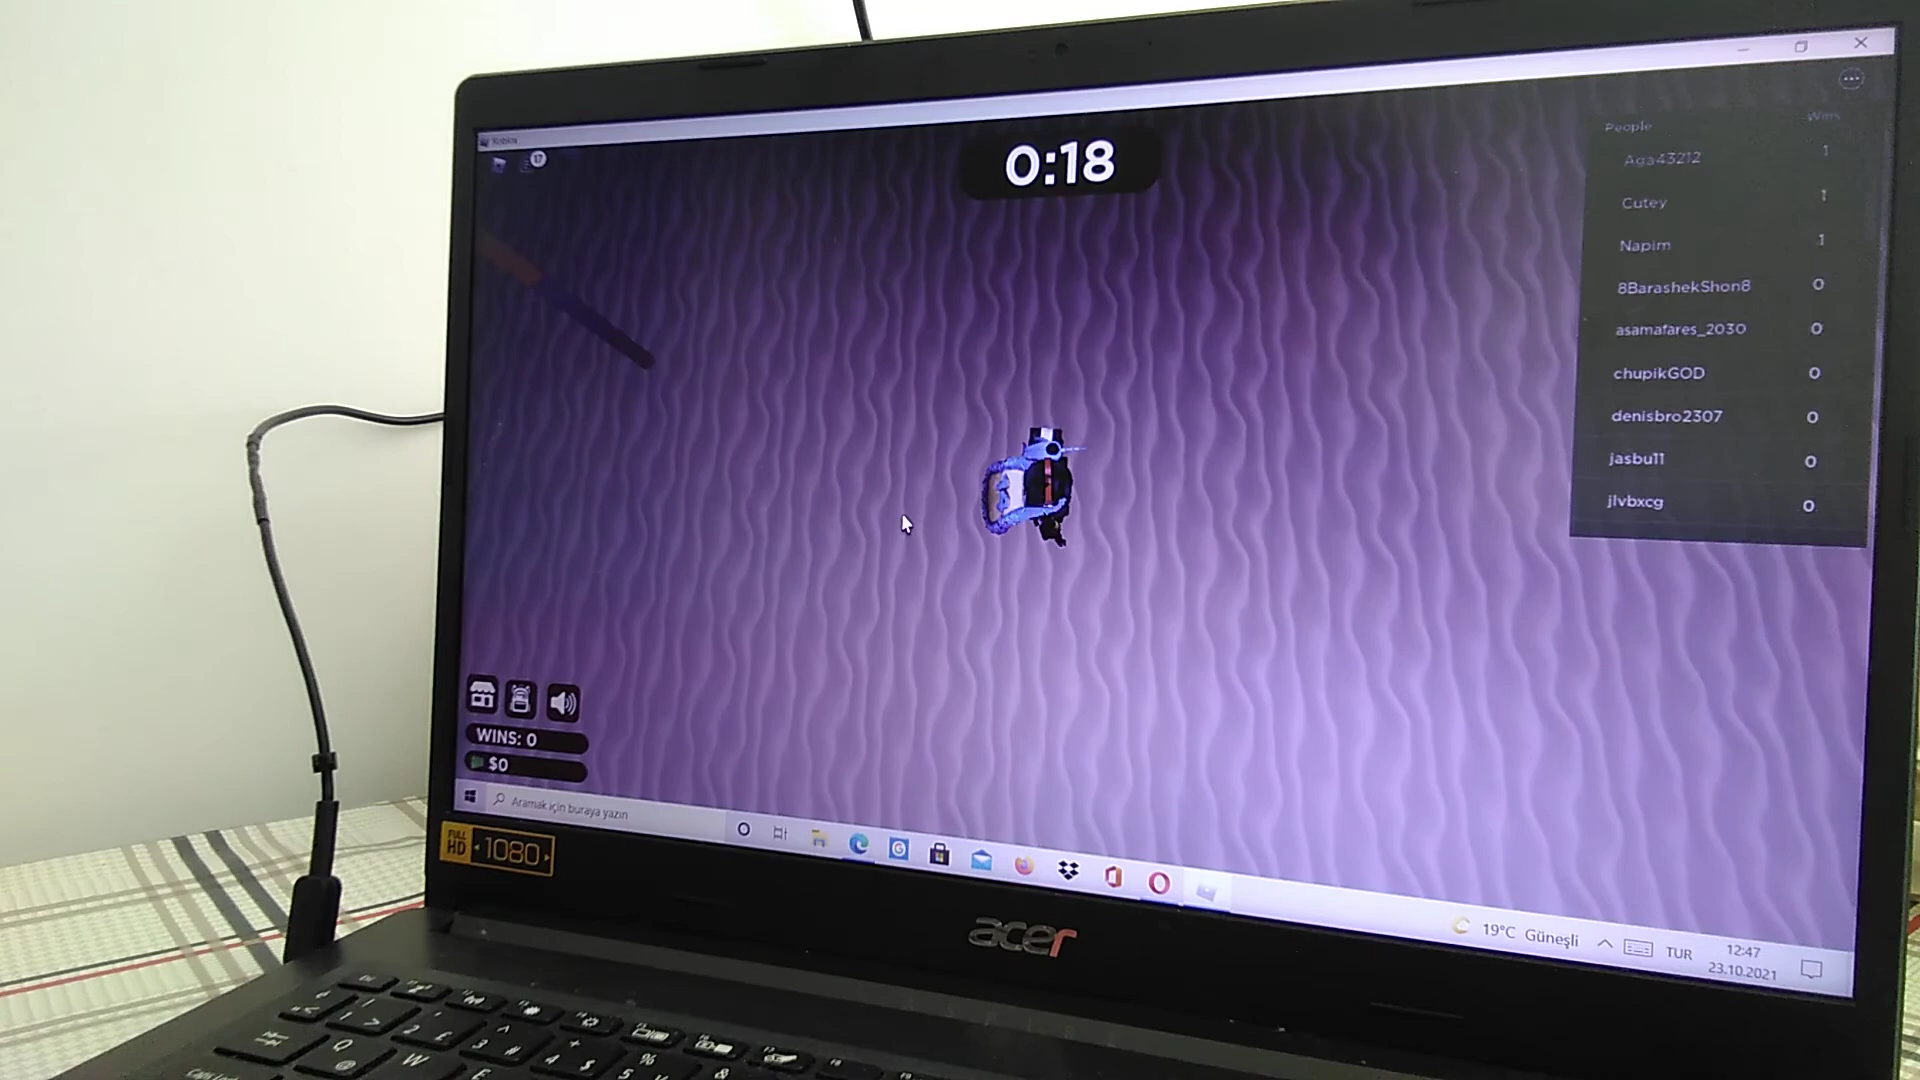 Roblox
17
0:18
People Wins
Aga43212 1
Cutey 1
Napim 1
8BarashekShon8 0
asamafares_2030 0
chupikGOD 0
denisbro2307 0
jasbu11 0
jlvbxcg 0
WINS: 0
$0
Aramak için buraya yazın
19°C Güneşli
TUR
12:47
23.10.2021
FULL HD 1080
acer
Q
W
E